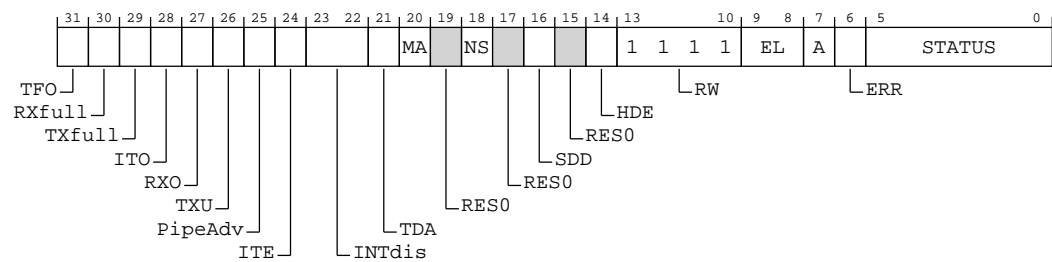 31 30 29 28 27 26 25 24 23 22 21 20 19 18 17 16 15 14 13 10 9 8 7 6 5 0
MA NS 1 1 1 1 EL A STATUS
TFO RW ERR
RXfull HDE
TXfull RES0
ITO SDD
RXO RES0
TXU RES0
PipeAdv TDA
ITE INTdis